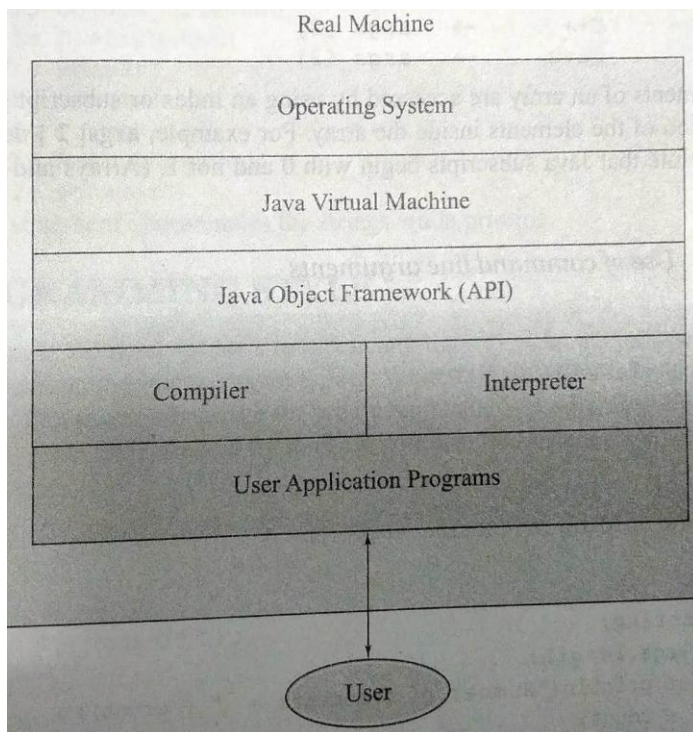 Real Machine
Operating System
Java Virtual Machine
Java Object Framework (API)
Compiler
Interpreter
User Application Programs
User